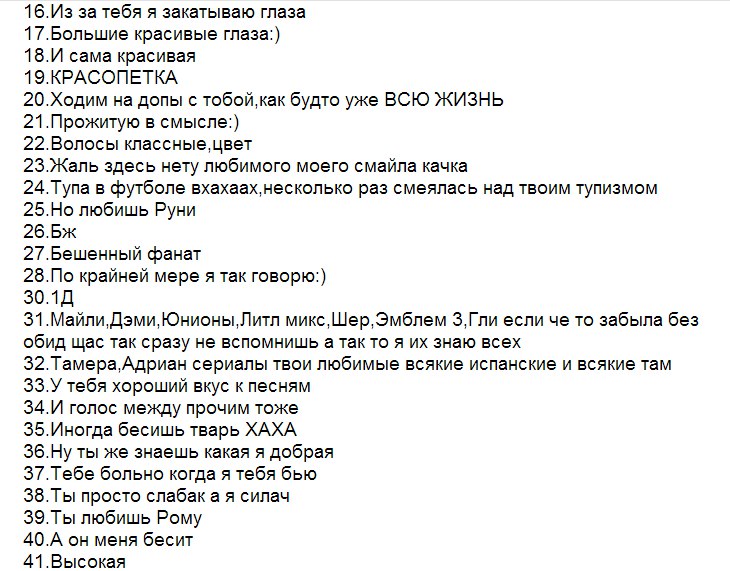 16.Из за тебя я закатываю глаза
17.Большие красивые глаза:)
18.И сама красивая
19.КРАСОПЕТКА
20.Ходим на допы с тобой,как будто уже ВСЮ ЖИЗНЬ
21.Прожитую в смысле:)
22.Волосы классные,цвет
23.Жаль здесь нету любимого моего смайла качка
24.Тупа в футболе вхахаах,несколько раз смеялась над твоим тупизмом
25.Но любишь Руни
26.Бж
27.Бешенный фанат
28.По крайней мере я так говорю:)
30.1Д
31.Майли,Дэми,Юнионы,Литл микс,Шер,Эмблем 3,Гли если че то забыла без
обид щас так сразу не вспомнишь а так то я их знаю всех
32.Тамера,Адриан сериалы твои любимые всякие испанские и всякие там
33.У тебя хороший вкус к песням
34.И голос между прочим тоже
35.Иногда бесишь тварь ХАХА
36.Ну ты же знаешь какая я добрая
37.Тебе больно когда я тебя бью
38.Ты просто слабак а я силач
39.Ты любишь Рому
40.А он меня бесит
41.Высокая